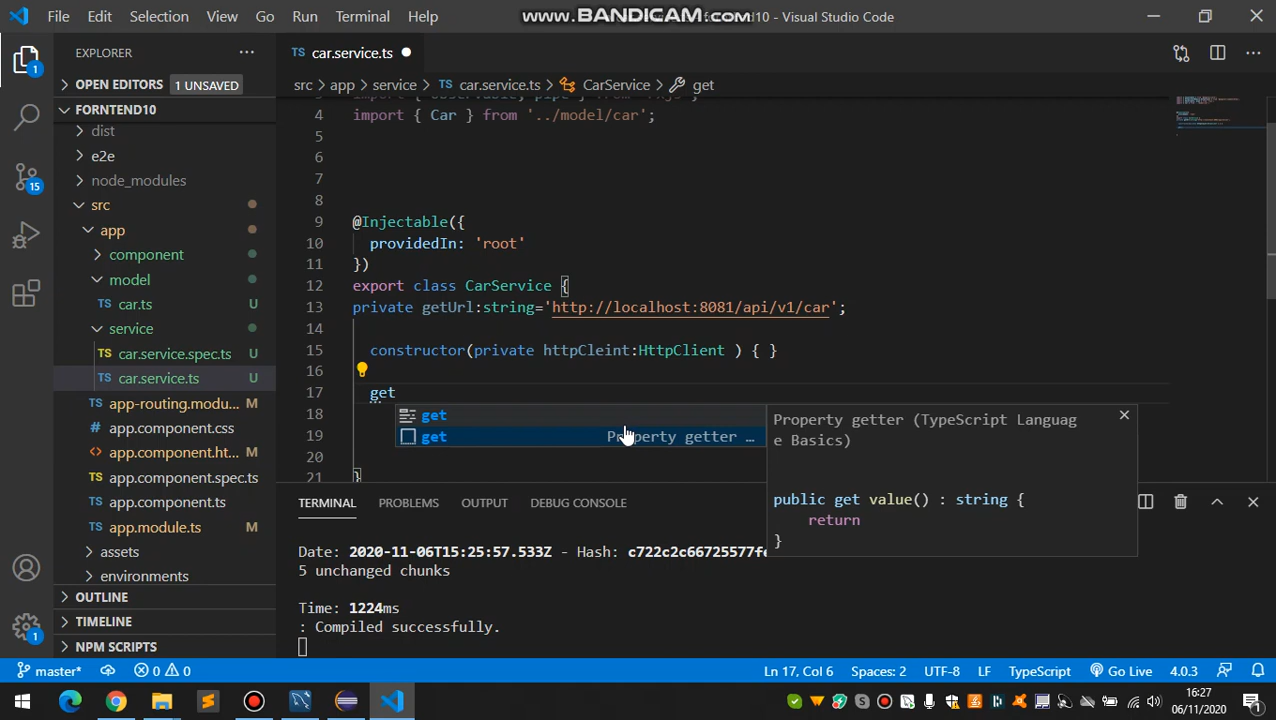 File Edit Selection View Go Run Terminal Help
www.BANDICAM.com
d10 - Visual Studio Code
EXPLORER
OPEN EDITORS 1 UNSAVED
FORNTEND10
dist
e2e
node_modules
src
app
component
model
car.ts U
service
car.service.spec.ts U
car.service.ts U
app-routing.modu... M
app.component.css
app.component.ht... M
app.component.spec.ts
app.component.ts
app.module.ts M
assets
environments
OUTLINE
TIMELINE
NPM SCRIPTS
1
15
1
TS car.service.ts
src > app > service > TS car.service.ts > CarService > get
4 import { Car } from '../model/car';
5
6
7
8
9 @Injectable({
10 providedIn: 'root'
11 })
12 export class CarService {
13 private getUrl:string='http://localhost:8081/api/v1/car';
14
15 constructor(private httpCleint:HttpClient ) { }
16
17 get
18 get
19 get Property getter ...
20
21 }
Property getter (TypeScript Languag
e Basics)
public get value() : string {
return
}
TERMINAL PROBLEMS OUTPUT DEBUG CONSOLE
Date: 2020-11-06T15:25:57.533Z - Hash: c722c2c66725577f
5 unchanged chunks
Time: 1224ms
: Compiled successfully.
master* 0 0 Ln 17, Col 6 Spaces: 2 UTF-8 LF TypeScript Go Live 4.0.3
16:27
06/11/2020
1